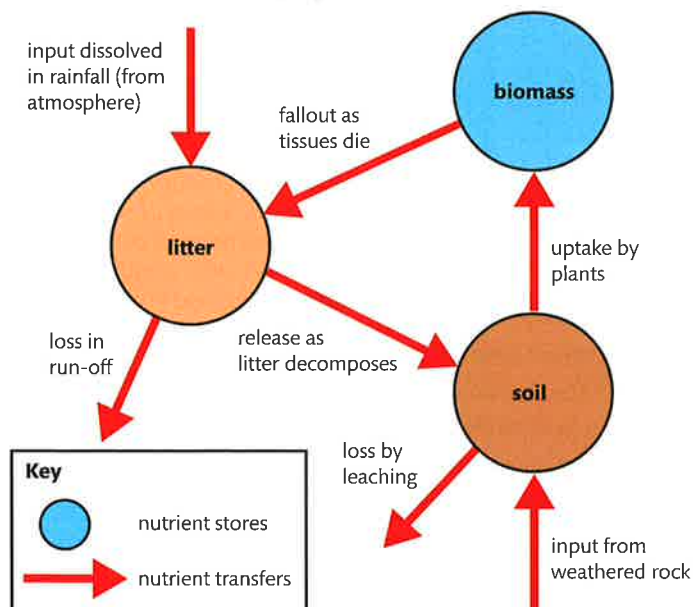 input dissolved
in rainfall (from
atmosphere)
biomass
fallout as
tissues die
litter
uptake by
plants
loss in
run-off
release as
litter decomposes
soil
loss by
leaching
Key
nutrient stores
nutrient transfers
input from
weathered rock